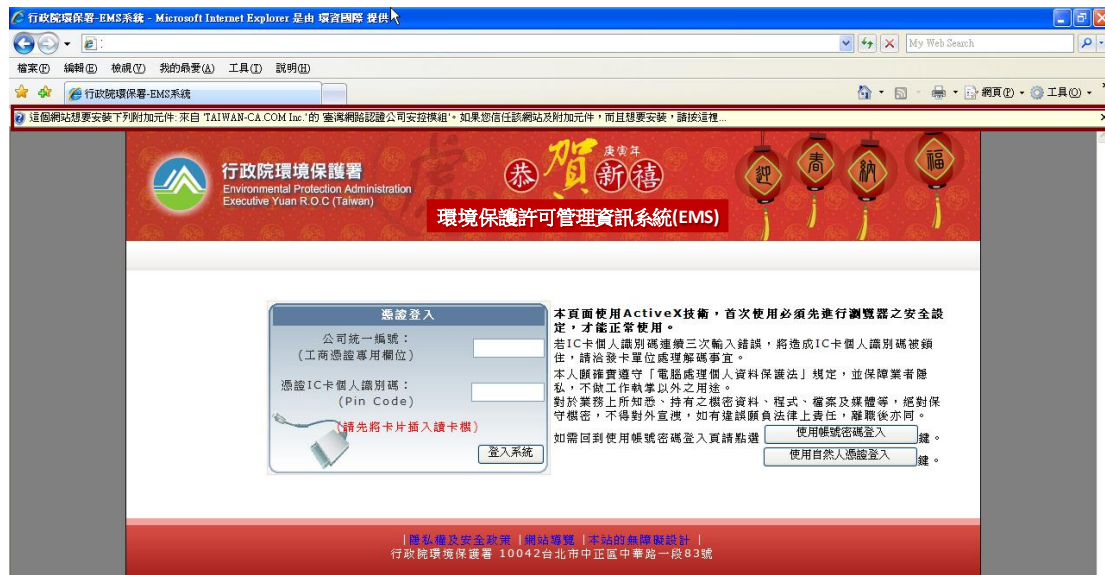 行政院環保署-EMS系統 - Microsoft Internet Explorer 是由 環資國際 提供
My Web Search
檔案(F) 編輯(E) 檢視(V) 我的最愛(A) 工具(T) 說明(H)
行政院環保署-EMS系統
網頁(P) 工具(O)
這個網站想要安裝下列附加元件: 來自 'TAIWAN-CA.COM Inc.'的 '臺灣網路認證公司安控模組'。如果您信任該網站及附加元件，而且想要安裝，請按這裡...
行政院環境保護署
Environmental Protection Administration
Executive Yuan R.O.C (Taiwan)
虎
庚寅年
恭賀新禧
迎春納福
環境保護許可管理資訊系統(EMS)
憑證登入
公司統一編號：
(工商憑證專用欄位)
憑證IC卡個人識別碼：
(Pin Code)
(請先將卡片插入讀卡機)
登入系統
本頁面使用ActiveX技術，首次使用必須先進行瀏覽器之安全設
定，才能正常使用。
若IC卡個人識別碼連續三次輸入錯誤，將造成IC卡個人識別碼被鎖
住，請洽發卡單位處理解碼事宜。
本人願確實遵守「電腦處理個人資料保護法」規定，並保障業者隱
私，不做工作執掌以外之用途。
對於業務上所知悉、持有之機密資料、程式、檔案及媒體等，絕對保
守機密，不得對外宣洩，如有違誤願負法律上責任，離職後亦同。
如需回到使用帳號密碼登入頁請點選 使用帳號密碼登入 鍵。
使用自然人憑證登入 鍵。
|隱私權及安全政策 |網站導覽 |本站的無障礙設計 |
行政院環境保護署 10042台北市中正區中華路一段83號